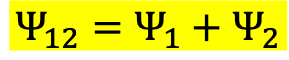 Ψ₁₂ = Ψ₁ + Ψ₂